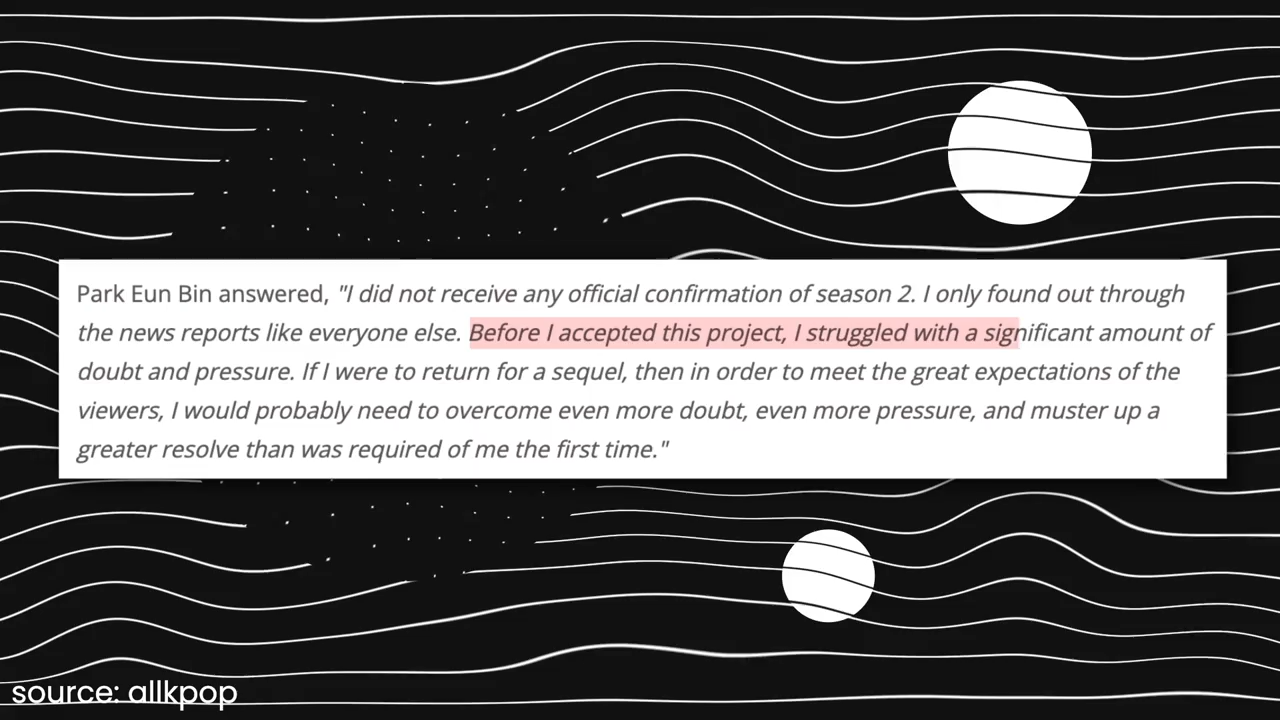 Park Eun Bin answered, "I did not receive any official confirmation of season 2. I only found out through
the news reports like everyone else. Before I accepted this project, I struggled with a significant amount of
doubt and pressure. If I were to return for a sequel, then in order to meet the great expectations of the
viewers, I would probably need to overcome even more doubt, even more pressure, and muster up a
greater resolve than was required of me the first time."
source: allkpop